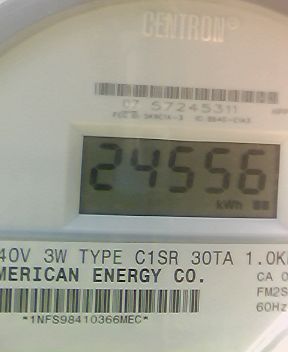 CENTRON®
07 57245311
24556
kWh
40V 3W TYPE C1SR 30TA 1.0K
MERICAN ENERGY CO.
CA 0
FM2S
60Hz
*1NFS98410366MEC*